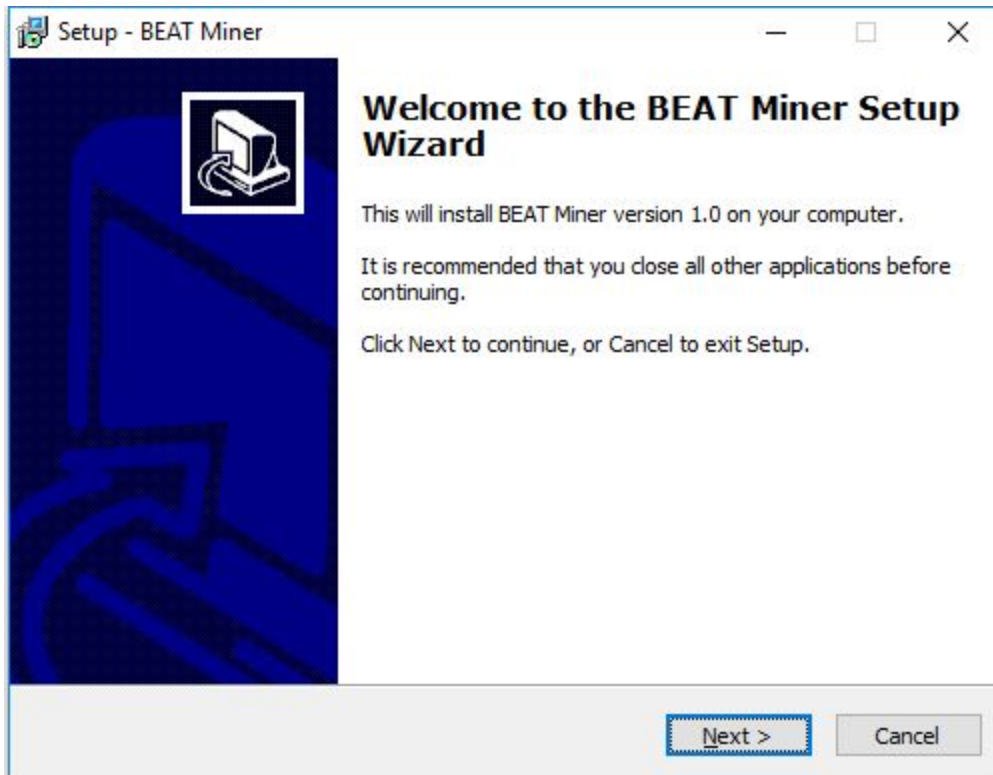 Setup - BEAT Miner
Welcome to the BEAT Miner Setup
Wizard
This will install BEAT Miner version 1.0 on your computer.
It is recommended that you close all other applications before
continuing.
Click Next to continue, or Cancel to exit Setup.
Next >
Cancel